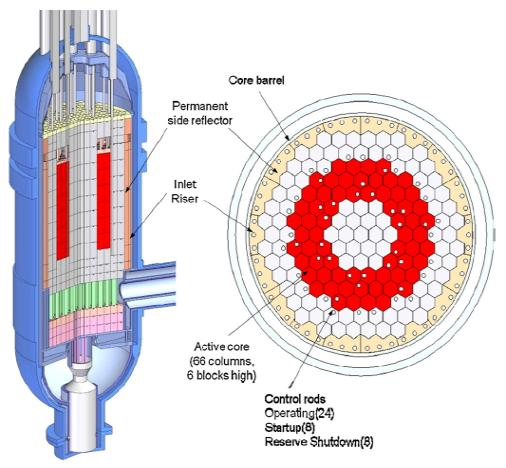 Core barrel
Permanent
side reflector
Inlet
Riser
Active core
(66 columns,
6 blocks high)
Control rods
Operating(24)
Startup(8)
Reserve Shutdown(8)